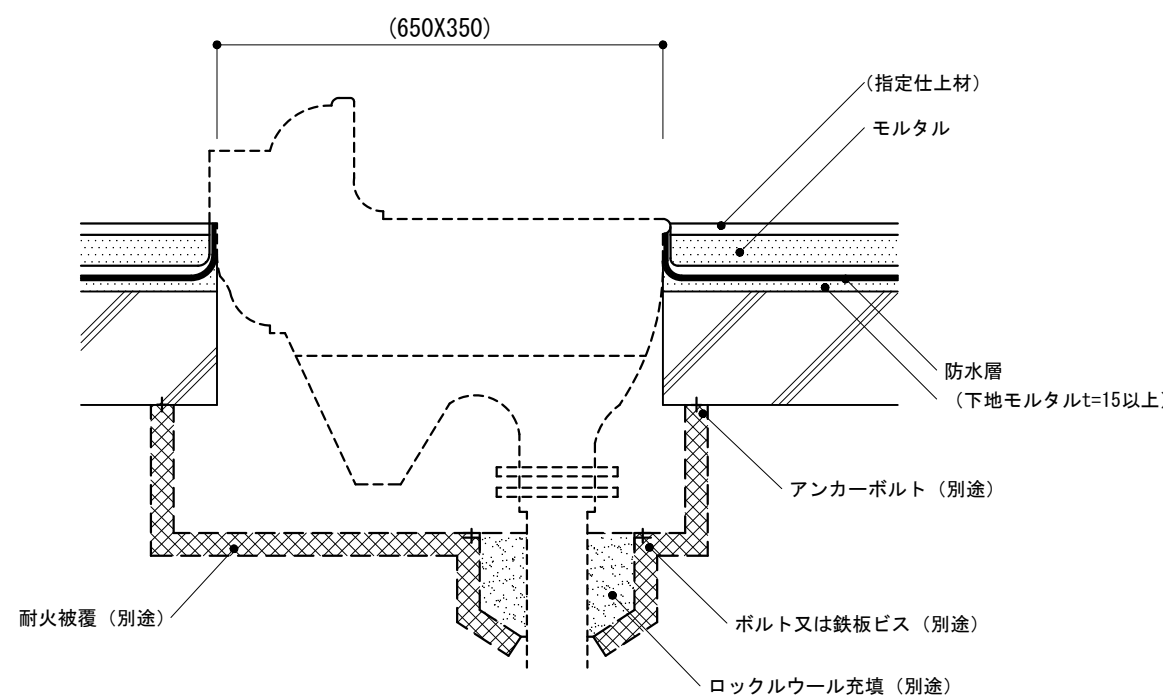 (650X350)
(指定仕上材)
モルタル
防水層
(下地モルタルt=15以上)
アンカーボルト (別途)
耐火被覆 (別途)
ボルト又は鉄板ビス (別途)
ロックルウール充填 (別途)